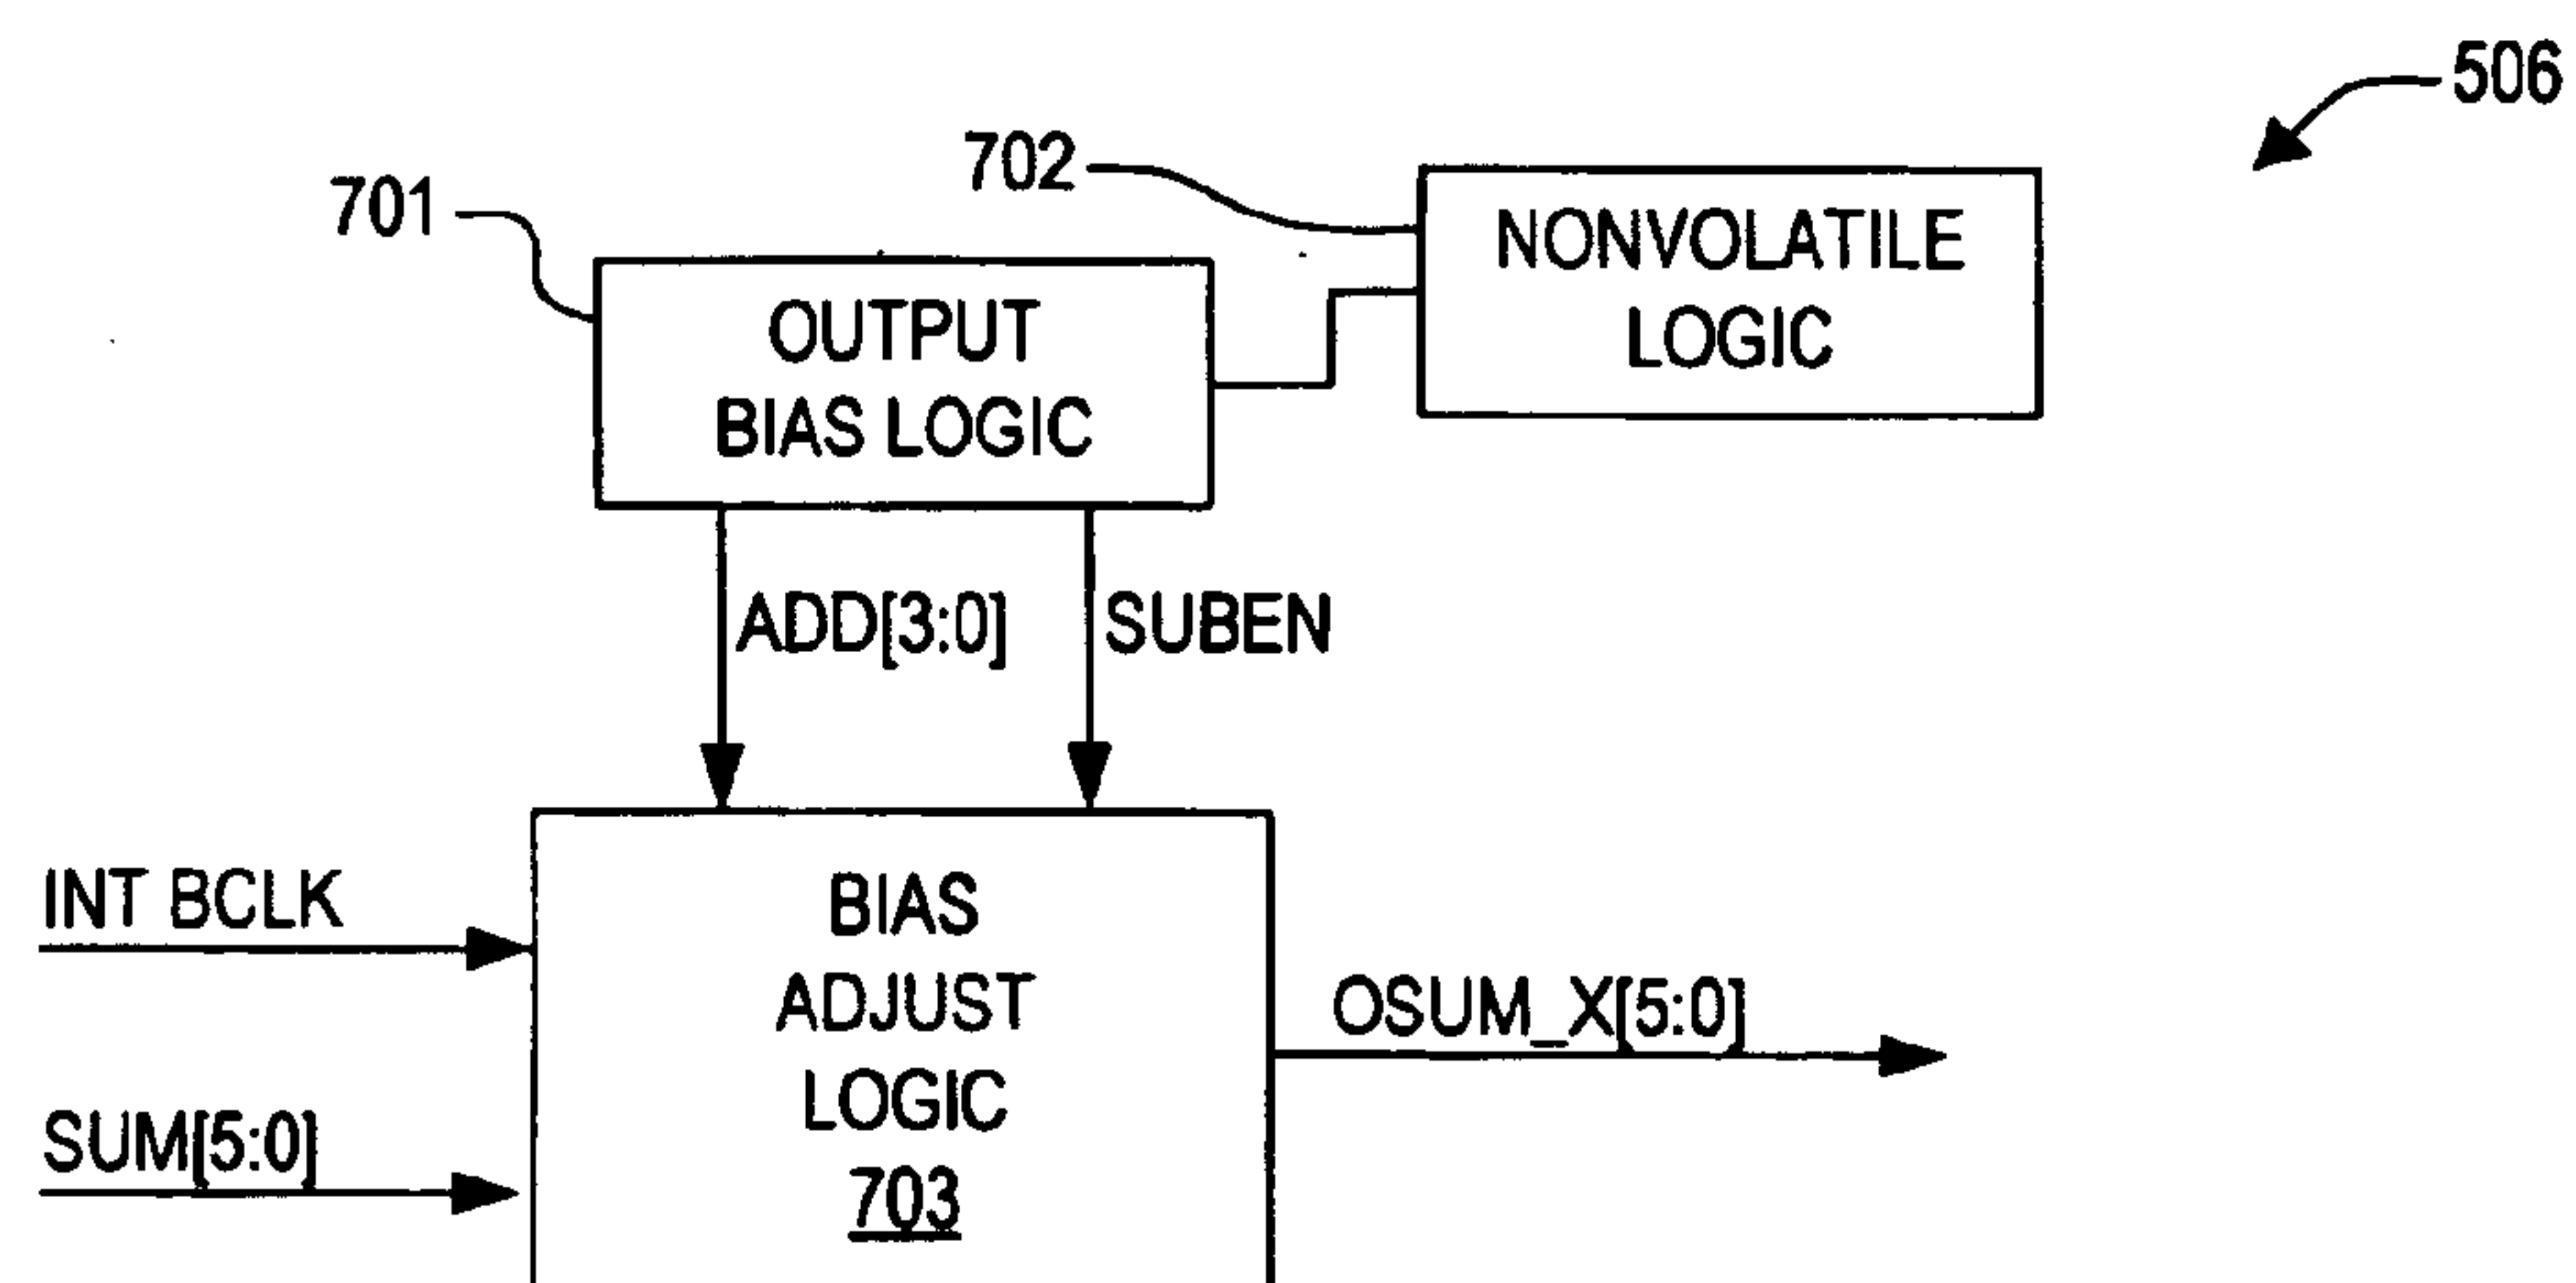 506
702
701
NONVOLATILE
LOGIC
OUTPUT
BIAS LOGIC
ADD[3:0]
SUBEN
INT BCLK
BIAS
ADJUST
LOGIC
703
OSUM_X[5:0]
SUM[5:0]